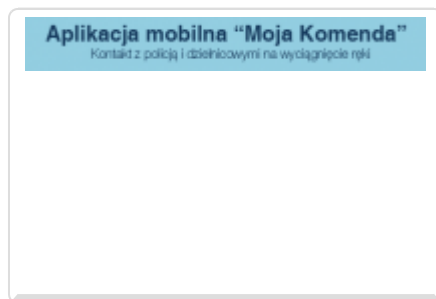 Aplikacja mobilna “Moja Komenda”
Kontakt z policją i dzielnicowymi na wyciągnięcie ręki